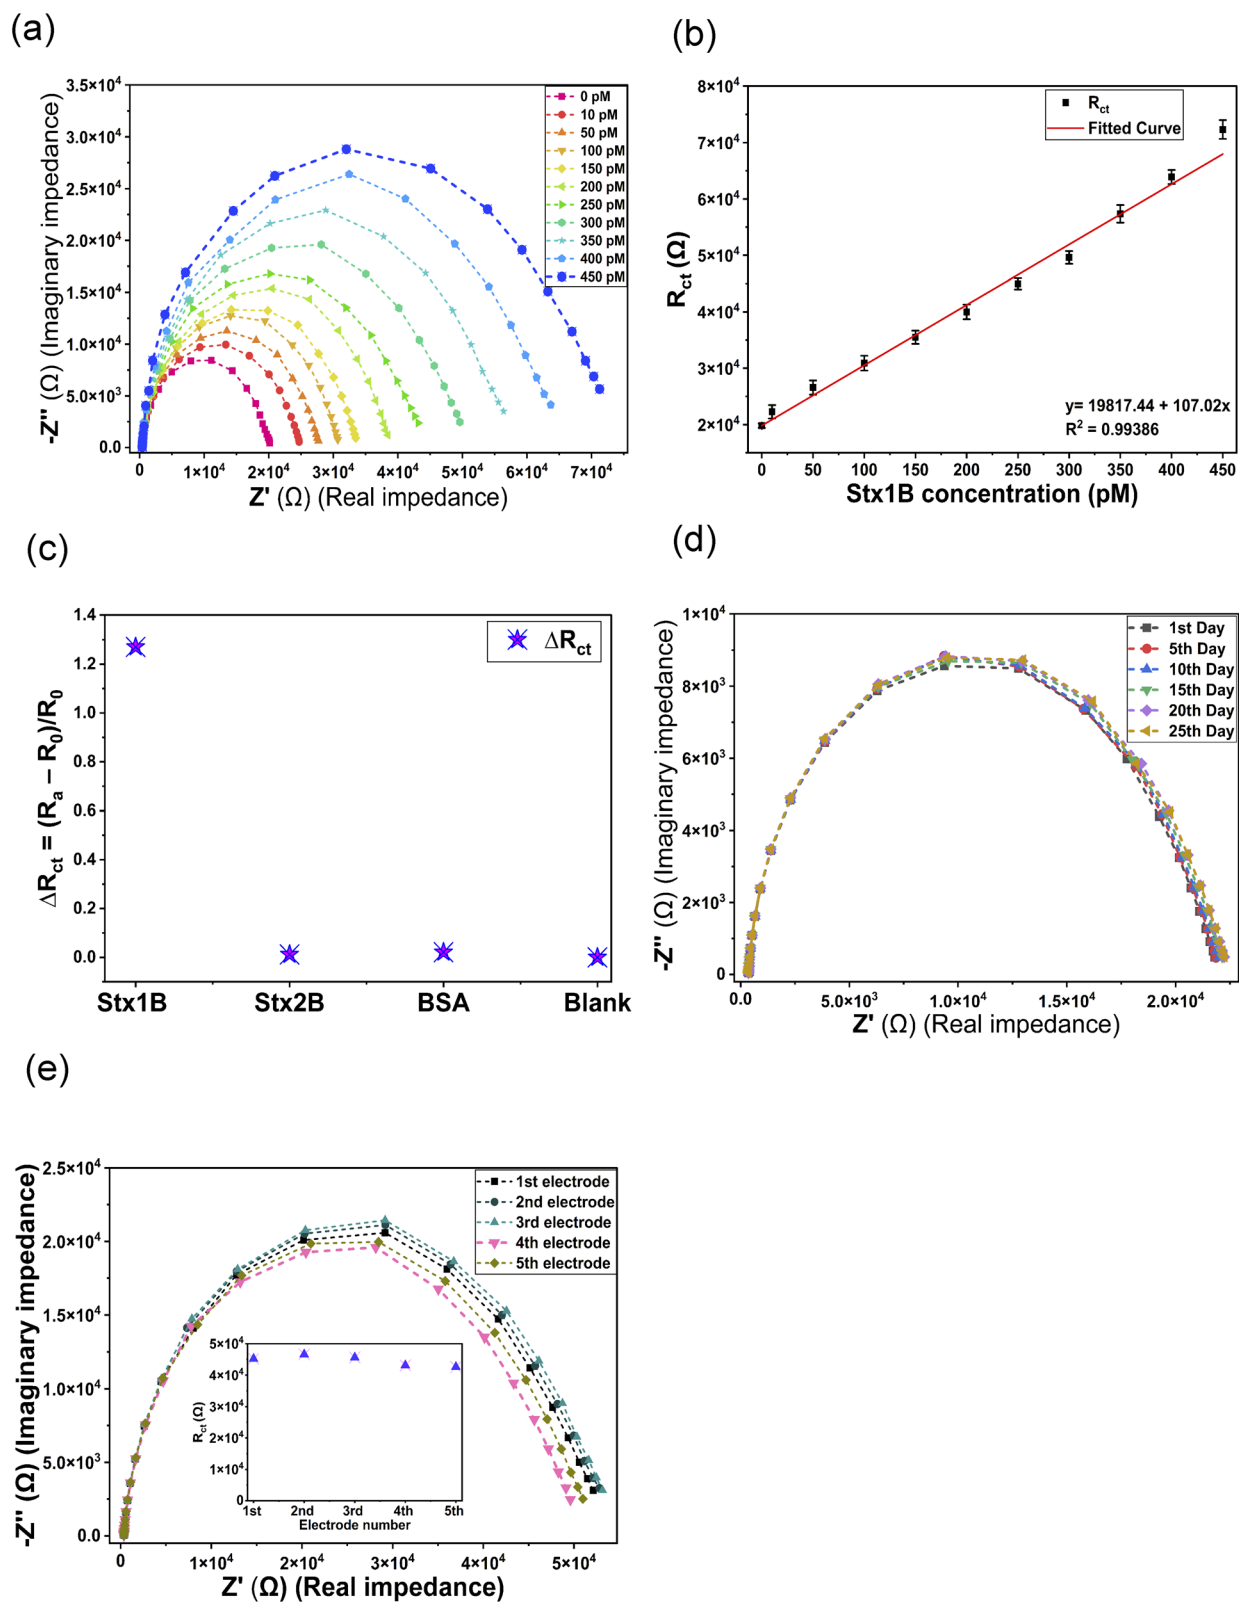 (a)
3.5×10⁴
3.0×10⁴
2.5×10⁴
2.0×10⁴
1.5×10⁴
1.0×10⁴
5.0×10³
0.0
-Z'' (Ω) (Imaginary impedance)
0 pM
10 pM
50 pM
100 pM
150 pM
200 pM
250 pM
300 pM
350 pM
400 pM
450 pM
0 1×10⁴ 2×10⁴ 3×10⁴ 4×10⁴ 5×10⁴ 6×10⁴ 7×10⁴
Z' (Ω) (Real impedance)
(b)
8×10⁴
7×10⁴
6×10⁴
5×10⁴
4×10⁴
3×10⁴
2×10⁴
Rct (Ω)
Rct
Fitted Curve
y= 19817.44 + 107.02x
R² = 0.99386
0 50 100 150 200 250 300 350 400 450
Stx1B concentration (pM)
(c)
1.4
1.2
1.0
0.8
0.6
0.4
0.2
0.0
ΔRct = (Ra – R0)/R0
ΔRct
Stx1B Stx2B BSA Blank
(d)
1×10⁴
8×10³
6×10³
4×10³
2×10³
0
-Z'' (Ω) (Imaginary impedance)
1st Day
5th Day
10th Day
15th Day
20th Day
25th Day
0.0 5.0×10³ 1.0×10⁴ 1.5×10⁴ 2.0×10⁴
Z' (Ω) (Real impedance)
(e)
2.5×10⁴
2.0×10⁴
1.5×10⁴
1.0×10⁴
5.0×10³
0.0
-Z'' (Ω) (Imaginary impedance)
1st electrode
2nd electrode
3rd electrode
4th electrode
5th electrode
5×10⁴
4×10⁴
3×10⁴
2×10⁴
1×10⁴
0
Rct (Ω)
1st 2nd 3rd 4th 5th
Electrode number
0 1×10⁴ 2×10⁴ 3×10⁴ 4×10⁴ 5×10⁴
Z' (Ω) (Real impedance)